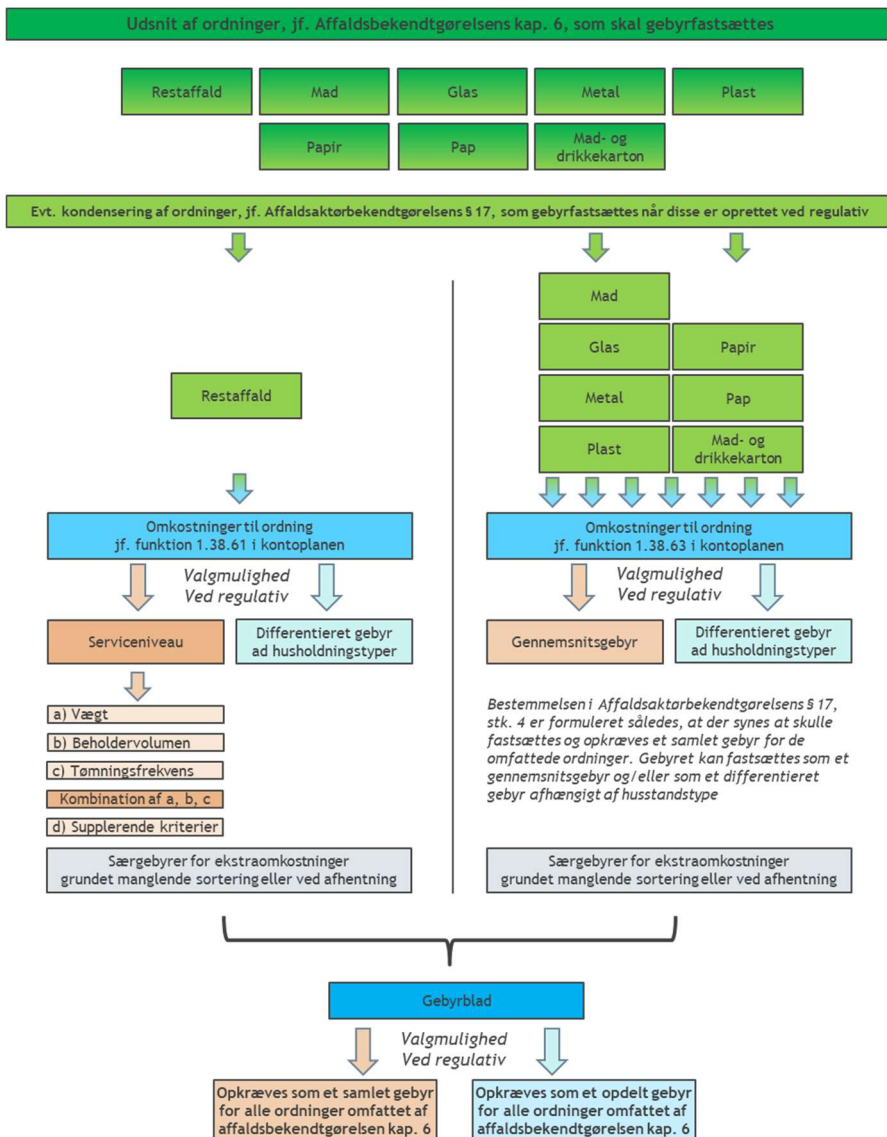 Udsnit af ordninger, jf. Affaldsbekendtgørelsens kap. 6, som skal gebyrfastsættes
Restaffald
Mad
Glas
Metal
Plast
Papir
Pap
Mad- og
drikkekarton
Evt. kondensering af ordninger, jf. Affaldsaktørbekendtgørelsens § 17, som gebyrfastsættes når disse er oprettet ved regulativ
Restaffald
Omkostninger til ordning
jf. funktion 1.38.61 i kontoplanen
Valgmulighed
Ved regulativ
Serviceniveau
Differentieret gebyr
ad husholdningstyper
a) Vægt
b) Beholdervolumen
c) Tømningsfrekvens
Kombination af a, b, c
d) Supplerende kriterier
Særgebyrer for ekstraomkostninger
grundet manglende sortering eller ved afhentning
Mad
Glas
Papir
Metal
Pap
Plast
Mad- og
drikkekarton
Omkostninger til ordning
jf. funktion 1.38.63 i kontoplanen
Valgmulighed
Ved regulativ
Gennemsnitsgebyr
Differentieret gebyr
ad husholdningstyper
Bestemmelsen i Affaldsaktørbekendtgørelsens § 17,
stk. 4 er formuleret således, at der synes at skulle
fastsættes og opkræves et samlet gebyr for de
omfattede ordninger. Gebyret kan fastsættes som et
gennemsnitsgebyr og/eller som et differentieret
gebyr afhængigt af husstandstype
Særgebyrer for ekstraomkostninger
grundet manglende sortering eller ved afhentning
Gebyrblad
Valgmulighed
Ved regulativ
Opkræves som et samlet gebyr
for alle ordninger omfattet af
affaldsbekendtgørelsen kap. 6
Opkræves som et opdelt gebyr
for alle ordninger omfattet af
affaldsbekendtgørelsen kap. 6